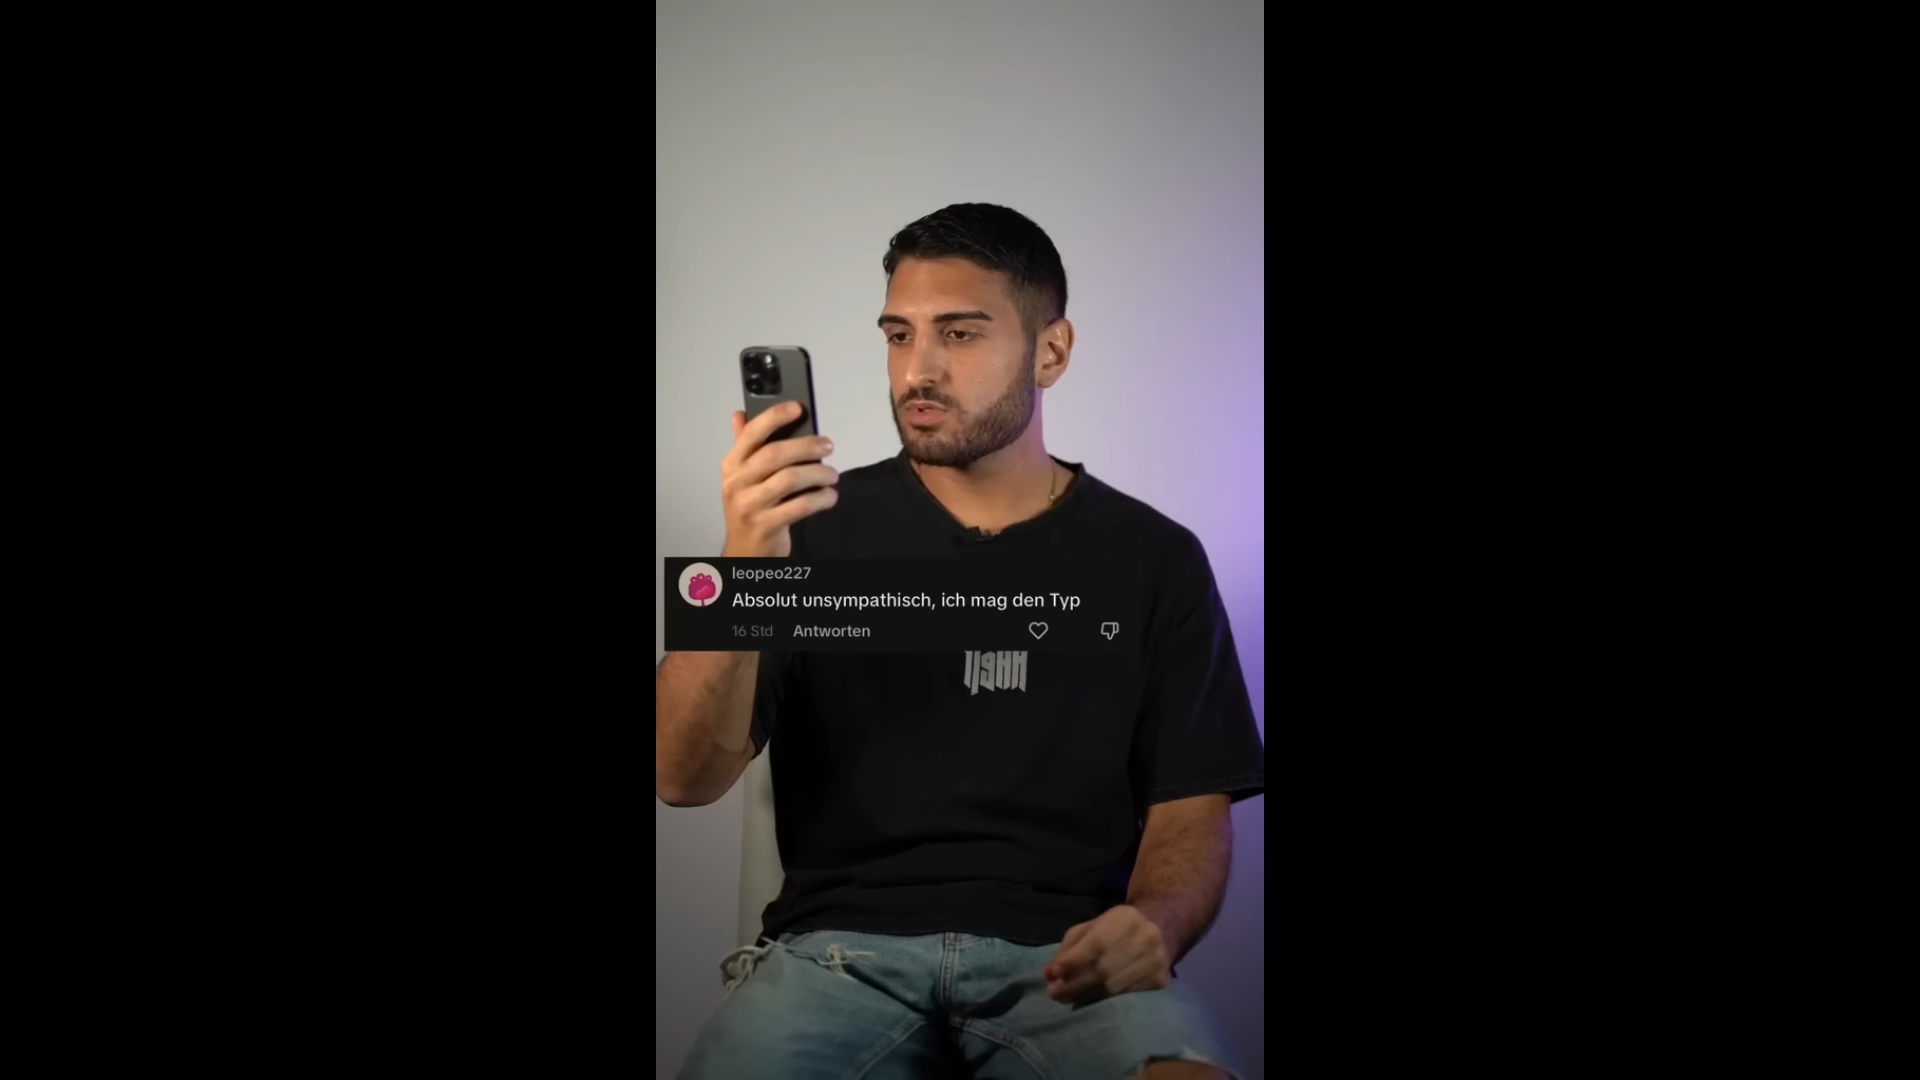 leopeo227
Absolut unsympathisch, ich mag den Typ
16 Std Antworten